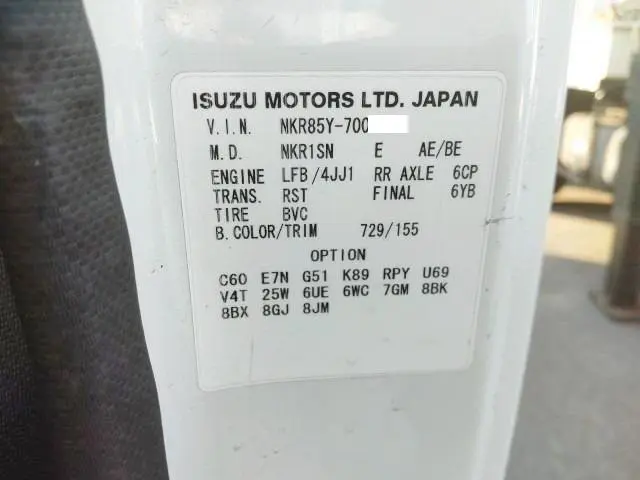 ISUZU MOTORS LTD. JAPAN
V.I.N. NKR85Y-700
M.D. NKR1SN E AE/BE
ENGINE LFB/4JJ1 RR AXLE 6CP
TRANS. RST FINAL 6YB
TIRE BVC
B.COLOR/TRIM 729/155
OPTION
C60 E7N G51 K89 RPY U69
V4T 25W 6UE 6WC 7GM 8BK
8BX 8GJ 8JM